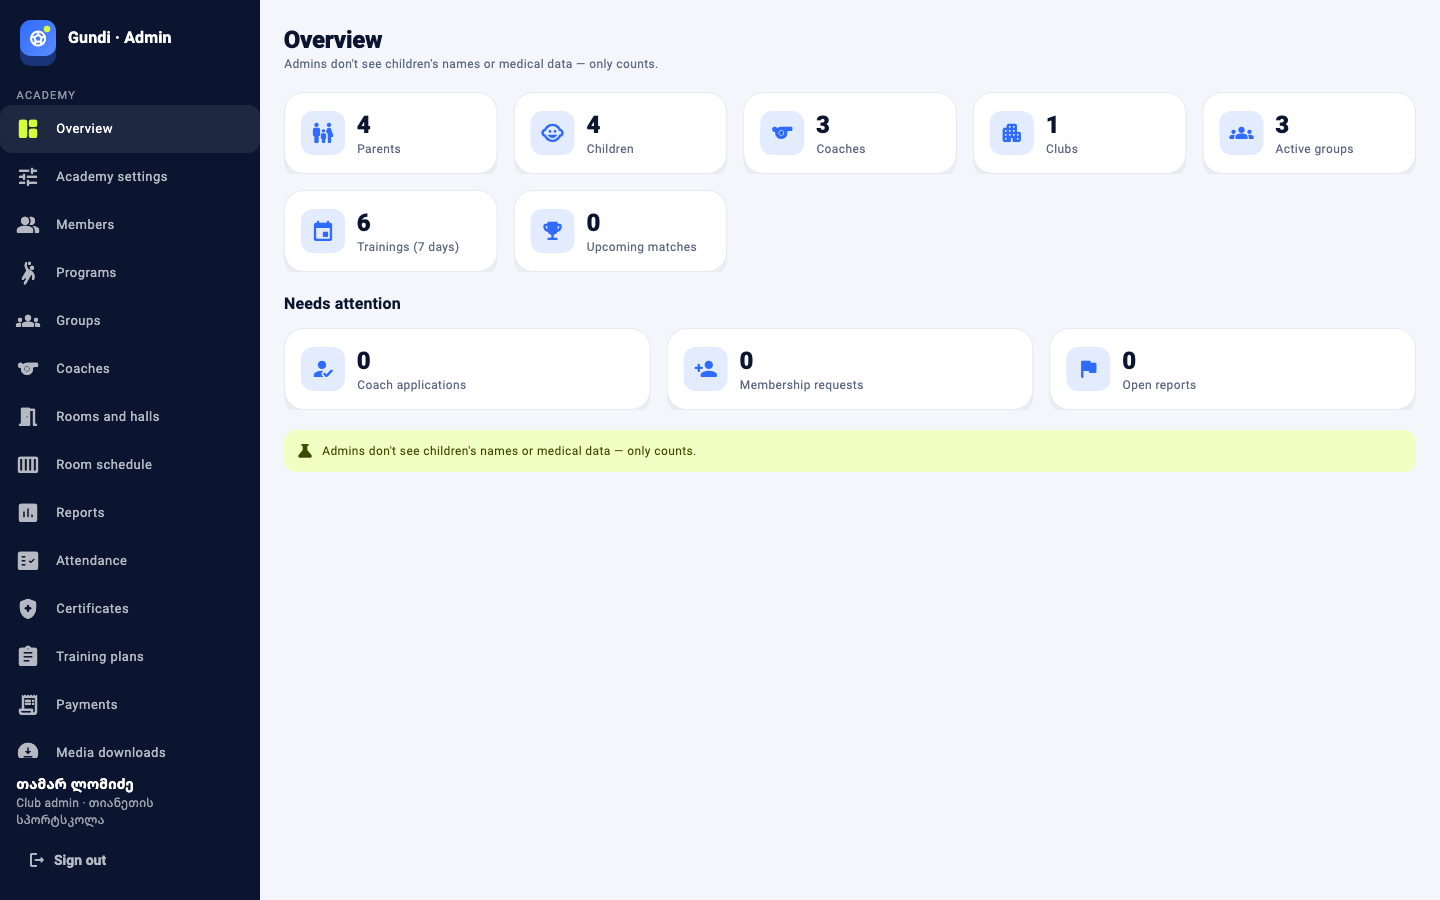 Gundi · Admin
ACADEMY
Overview
Academy settings
Members
Programs
Groups
Coaches
Rooms and halls
Room schedule
Reports
Attendance
Certificates
Training plans
Payments
Media downloads
თამარ ლომიძე
Club admin · თიანეთის
სპორტსკოლა
Sign out
Overview
Admins don't see children's names or medical data — only counts.
4
Parents
4
Children
3
Coaches
1
Clubs
3
Active groups
6
Trainings (7 days)
0
Upcoming matches
Needs attention
0
Coach applications
0
Membership requests
0
Open reports
Admins don't see children's names or medical data — only counts.